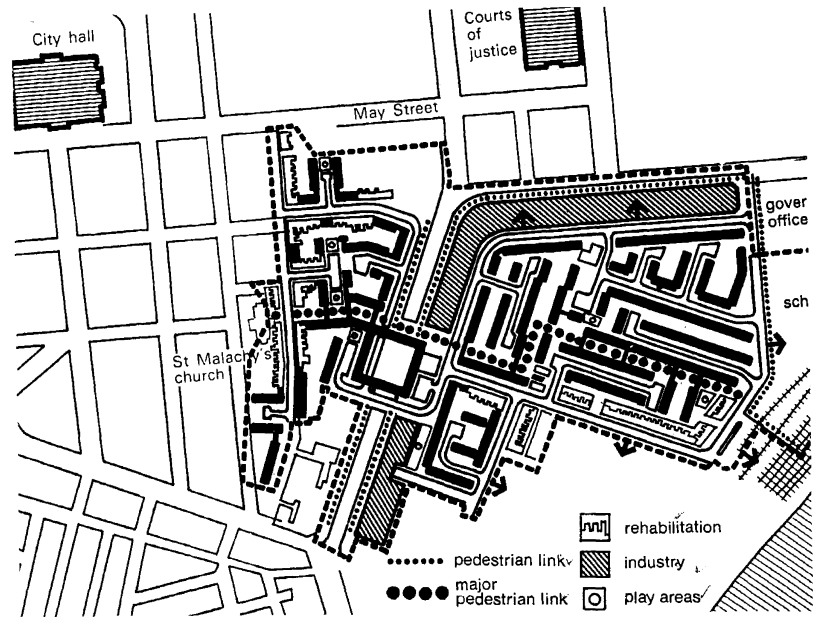 City hall
Courts
of
justice
May Street
gover
office
sch
St Malachy's
church
rehabilitation
pedestrian link
industry
major
pedestrian link
play areas